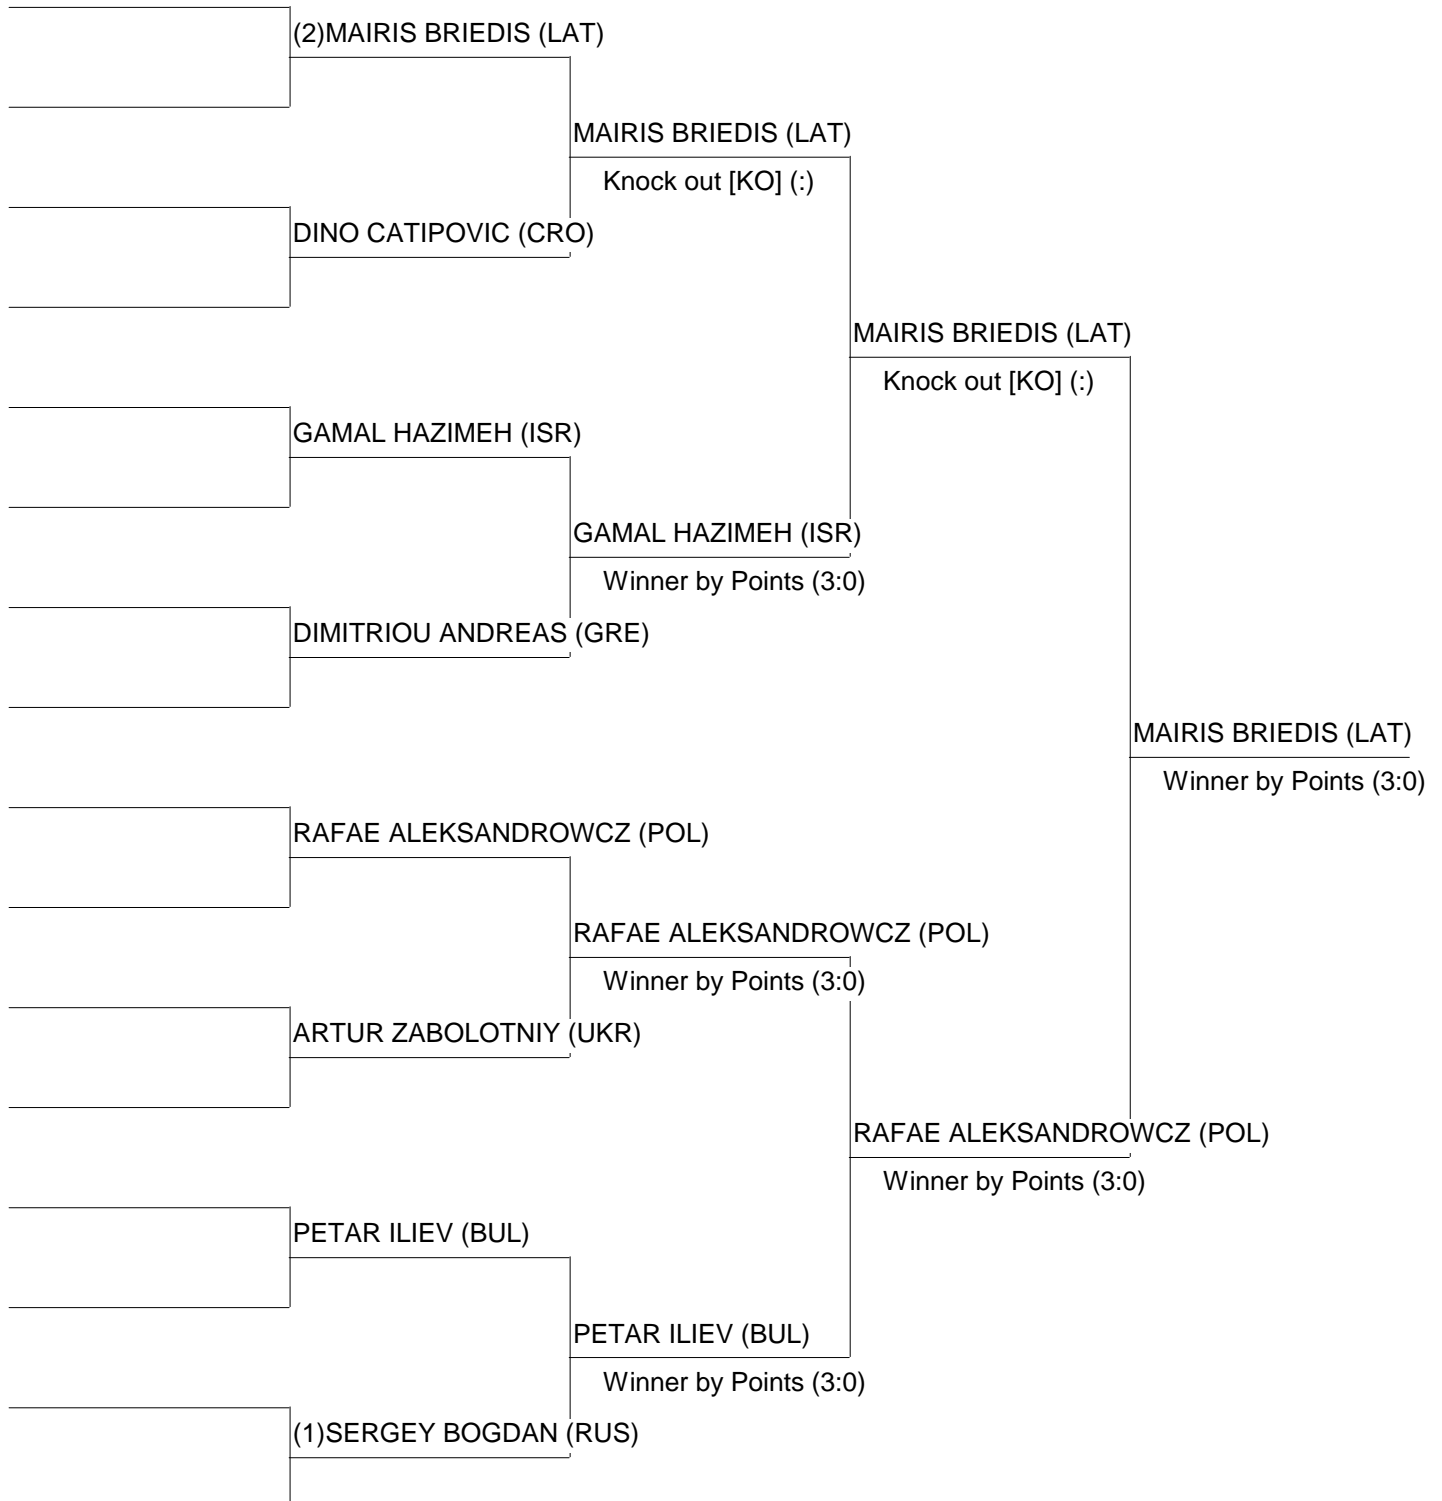 (2)MAIRIS BRIEDIS (LAT)
MAIRIS BRIEDIS (LAT)
Knock out [KO] (:)
DINO CATIPOVIC (CRO)
MAIRIS BRIEDIS (LAT)
Knock out [KO] (:)
GAMAL HAZIMEH (ISR)
GAMAL HAZIMEH (ISR)
Winner by Points (3:0)
DIMITRIOU ANDREAS (GRE)
MAIRIS BRIEDIS (LAT)
Winner by Points (3:0)
RAFAE ALEKSANDROWCZ (POL)
RAFAE ALEKSANDROWCZ (POL)
Winner by Points (3:0)
ARTUR ZABOLOTNIY (UKR)
RAFAE ALEKSANDROWCZ (POL)
Winner by Points (3:0)
PETAR ILIEV (BUL)
PETAR ILIEV (BUL)
Winner by Points (3:0)
(1)SERGEY BOGDAN (RUS)